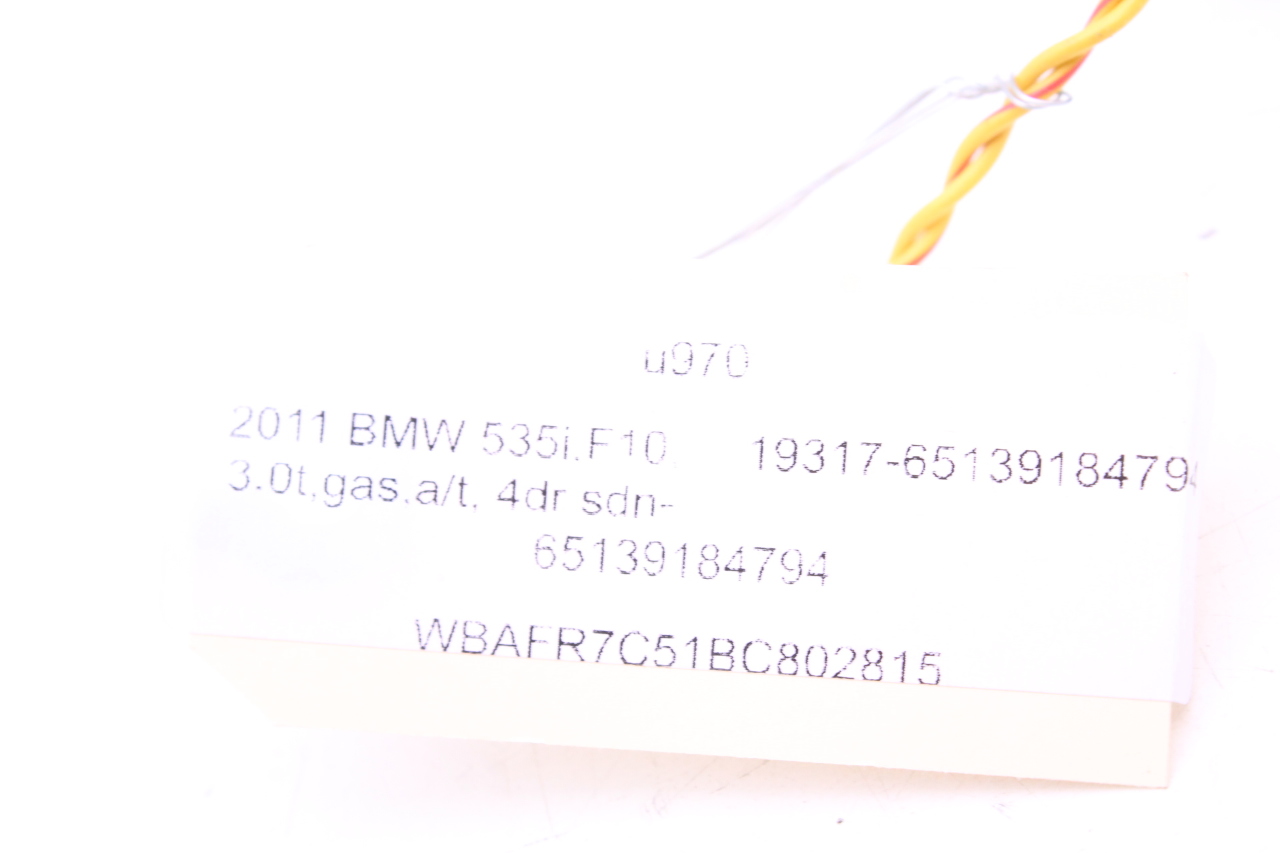 u970
2011 BMW 535i.F10. 19317-6513918479
3.0t,gas,a/t, 4dr sdn-
65139184794
WBAFR7C51BC802815